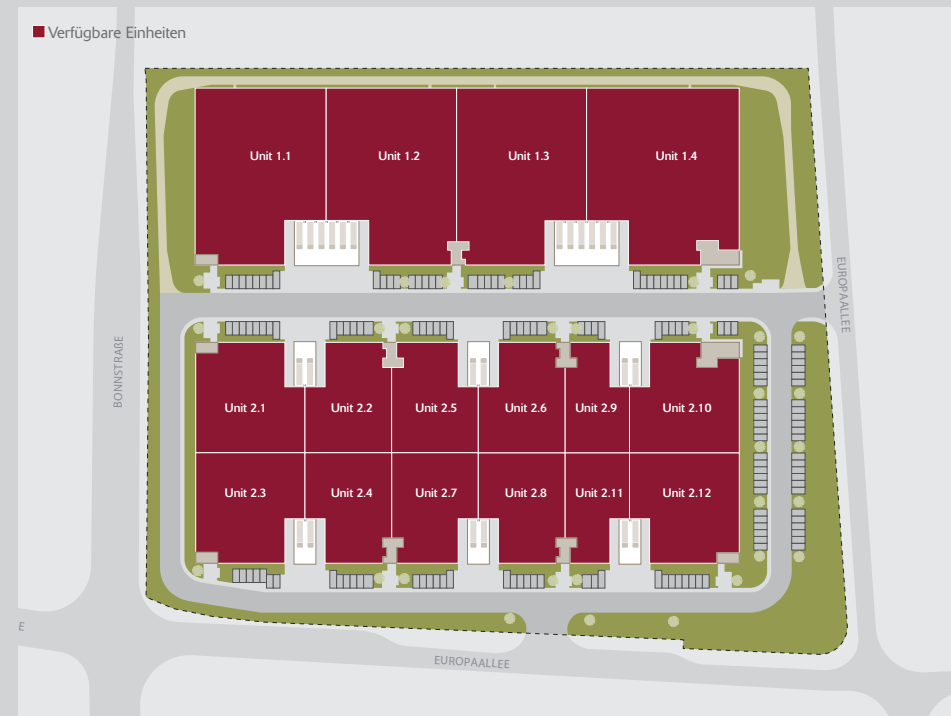 Verfügbare Einheiten
Unit 1.1
Unit 1.2
Unit 1.3
Unit 1.4
EUROPAALLEE
BONNSTRAßE
Unit 2.1
Unit 2.2
Unit 2.5
Unit 2.6
Unit 2.9
Unit 2.10
Unit 2.3
Unit 2.4
Unit 2.7
Unit 2.8
Unit 2.11
Unit 2.12
E
EUROPAALLEE